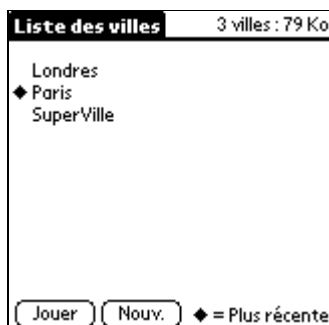 Liste des villes 3 villes : 79 Ko
Londres
◆ Paris
SuperVille
Jouer Nouv. ◆ = Plus récente